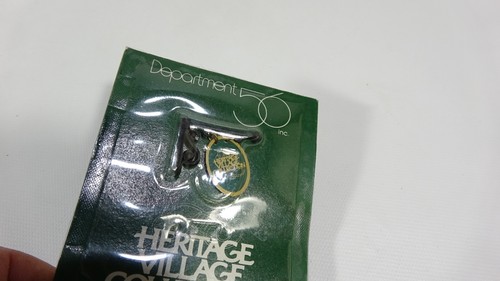 Department 56
inc.
HERITAGE
VILLAGE